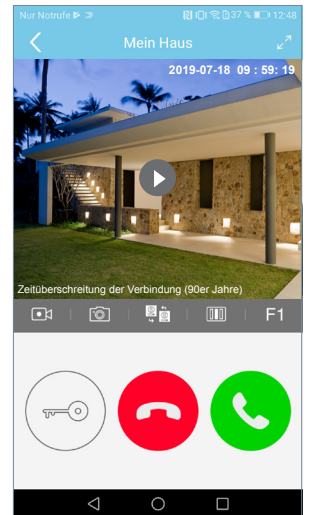 Nur Notrufe 37 % 12:48
Mein Haus
2019-07-18 09 : 59: 19
Zeitüberschreitung der Verbindung (90er Jahre)
F1